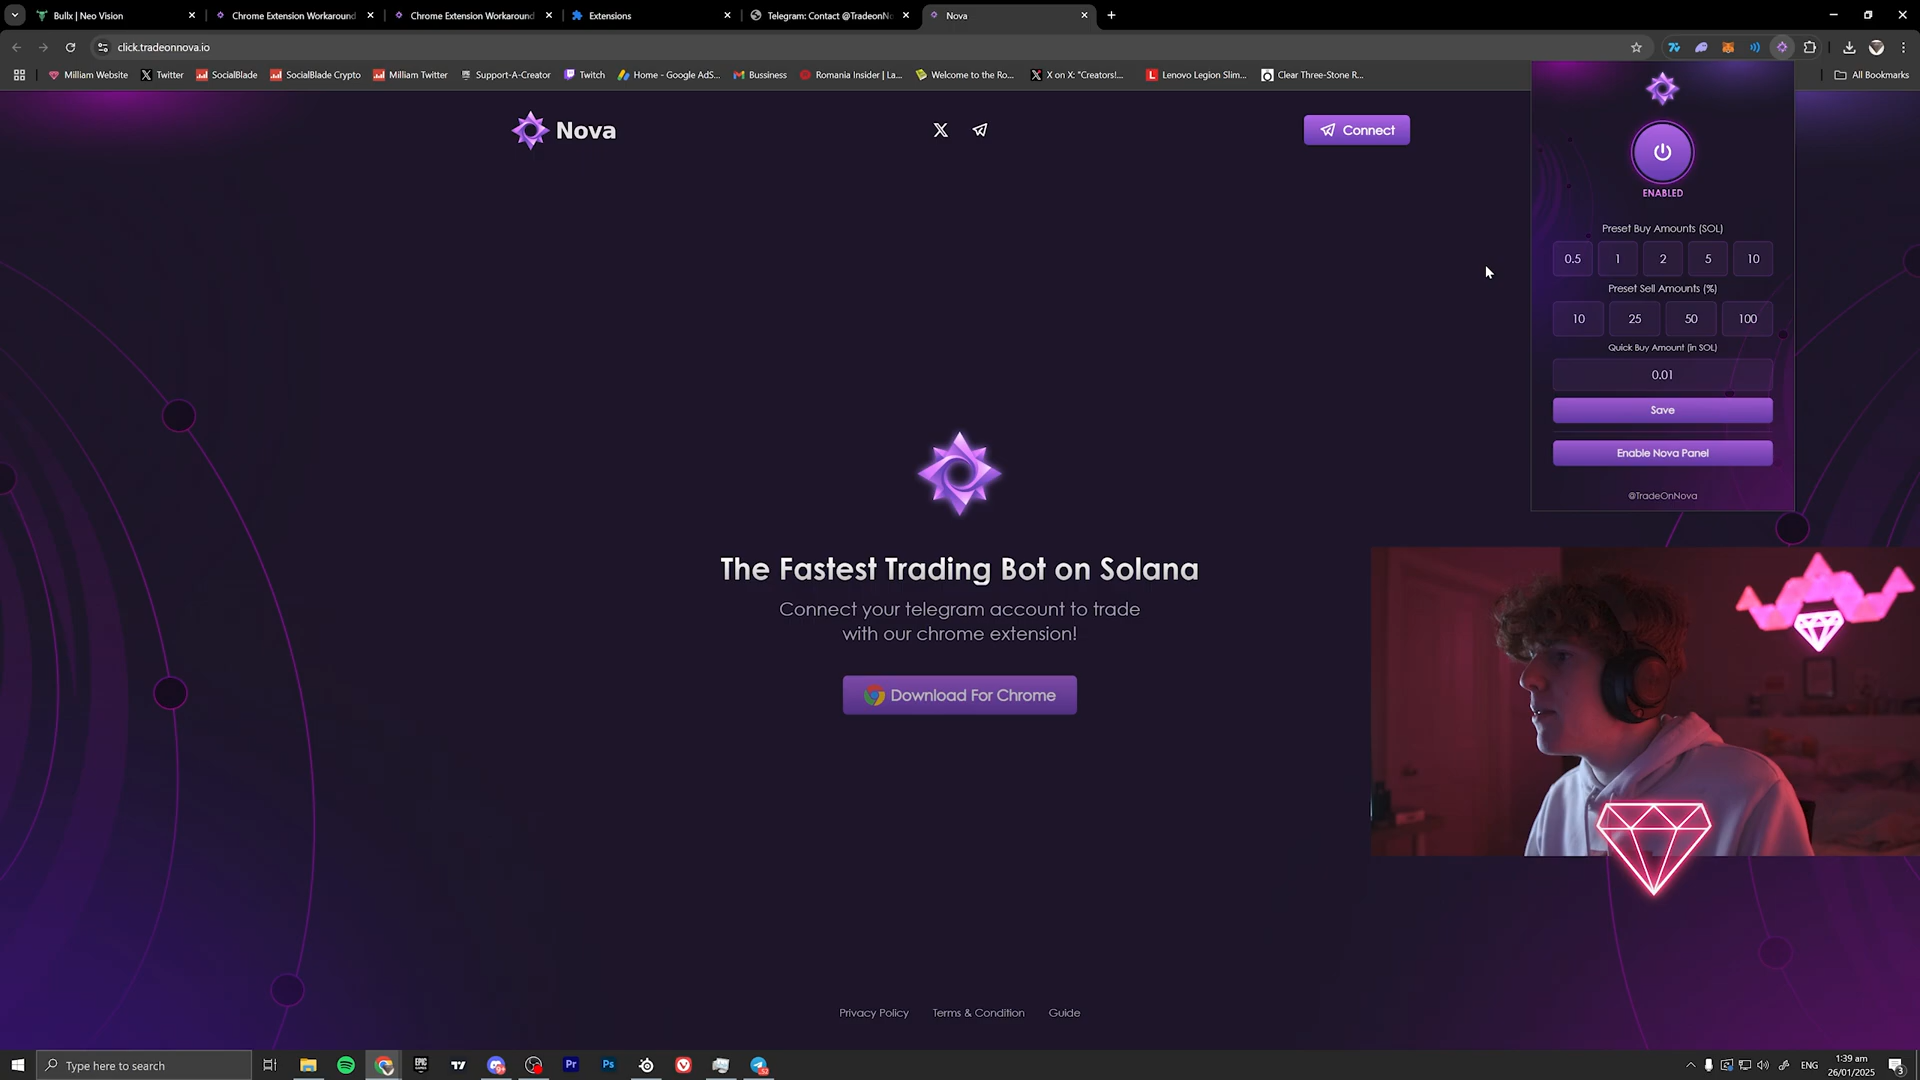 Bullx | Neo Vision
Chrome Extension Workaround
Chrome Extension Workaround
Extensions
Telegram: Contact @TradeonNo
Nova
click.tradeonnova.io
Milliam Website
Twitter
SocialBlade
SocialBlade Crypto
Milliam Twitter
Support-A-Creator
Twitch
Home - Google AdS...
Bussiness
Romania Insider | La...
Welcome to the Ro...
X on X: "Creators!...
Lenovo Legion Slim...
Clear Three-Stone R...
All Bookmarks
Nova
Connect
ENABLED
Preset Buy Amounts (SOL)
0.5 1 2 5 10
Preset Sell Amounts (%)
10 25 50 100
Quick Buy Amount (in SOL)
0.01
Save
Enable Nova Panel
@TradeOnNova
The Fastest Trading Bot on Solana
Connect your telegram account to trade
with our chrome extension!
Download For Chrome
Privacy Policy
Terms & Condition
Guide
Type here to search
EPIC
Pr
Ps
ENG
1:39 am
26/01/2025
3